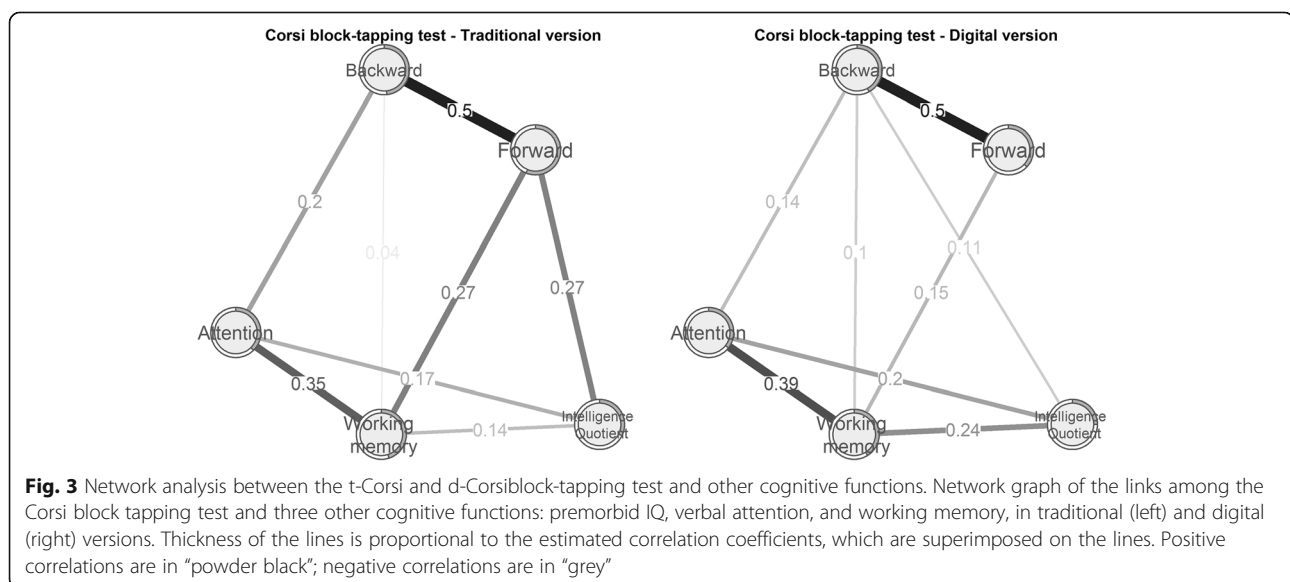 Corsi block-tapping test - Traditional version
Backward
0.5
Forward
0.2
0.04
0.27
0.27
Attention
0.35
0.17
Working
memory
0.14
Intelligence
Quotient
Corsi block-tapping test - Digital version
Backward
0.5
Forward
0.14
0.1
0.11
0.15
Attention
0.39
0.2
Working
memory
0.24
Intelligence
Quotient
Fig. 3 Network analysis between the t-Corsi and d-Corsiblock-tapping test and other cognitive functions. Network graph of the links among the
Corsi block tapping test and three other cognitive functions: premorbid IQ, verbal attention, and working memory, in traditional (left) and digital
(right) versions. Thickness of the lines is proportional to the estimated correlation coefficients, which are superimposed on the lines. Positive
correlations are in “powder black”; negative correlations are in “grey”